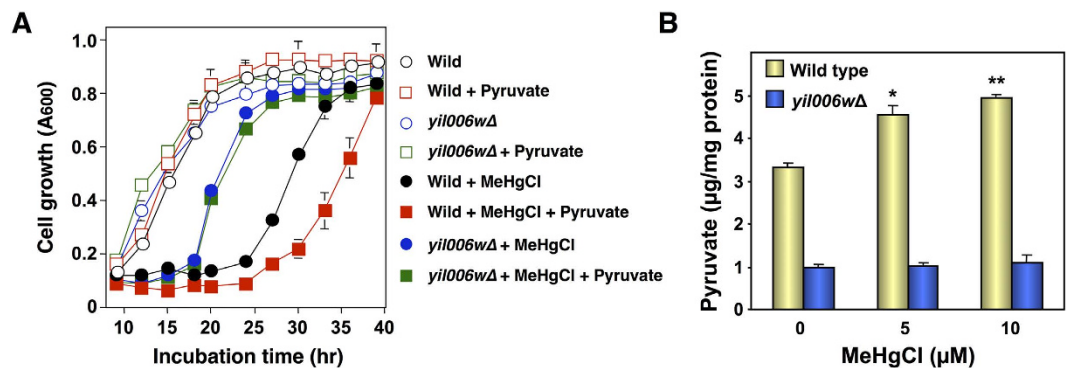 A
Cell growth (A600)
1.0
0.8
0.6
0.4
0.2
0
10 15 20 25 30 35 40
Incubation time (hr)
Wild
Wild + Pyruvate
yil006wΔ
yil006wΔ + Pyruvate
Wild + MeHgCl
Wild + MeHgCl + Pyruvate
yil006wΔ + MeHgCl
yil006wΔ + MeHgCl + Pyruvate
B
Pyruvate (μg/mg protein)
Wild type
yil006wΔ
5
4
3
2
1
0
* **
0 5 10
MeHgCl (μM)